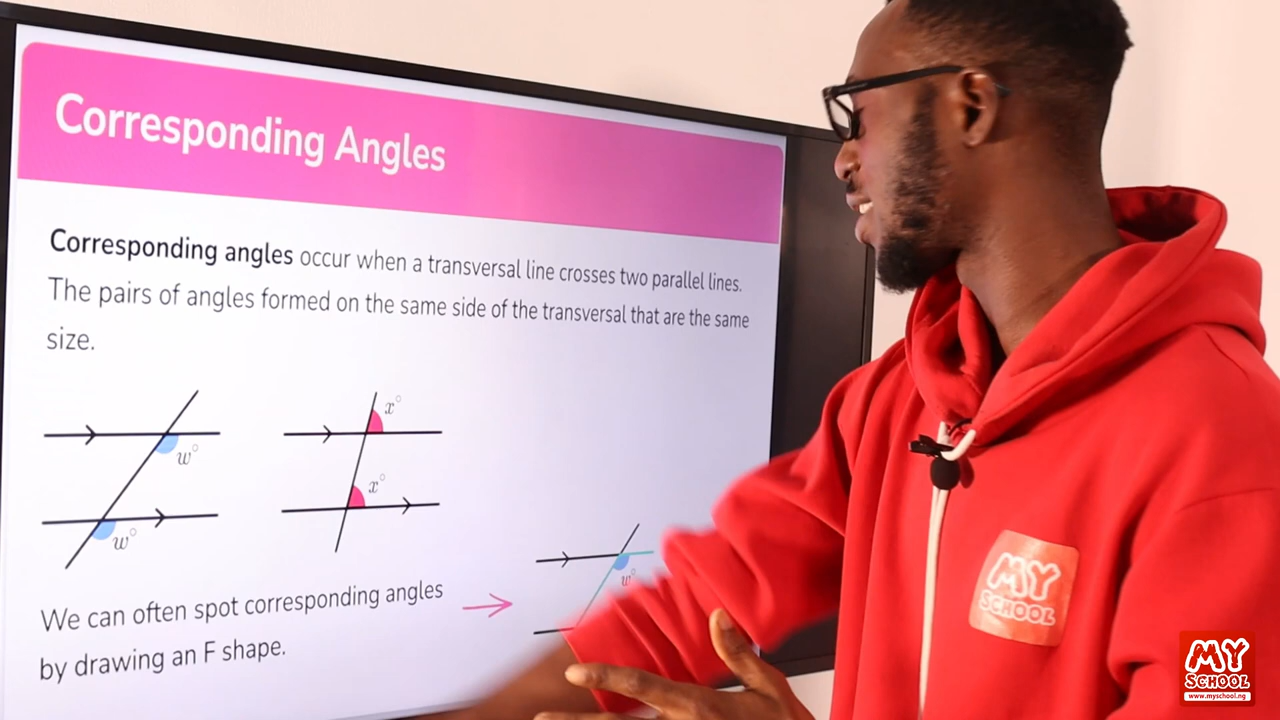 Corresponding Angles
Corresponding angles occur when a transversal line crosses two parallel lines.
The pairs of angles formed on the same side of the transversal that are the same
size.
x°
w°
x°
w°
w°
We can often spot corresponding angles
by drawing an F shape.
MY
SCHOOL
MY
SCHOOL
www.myschool.ng